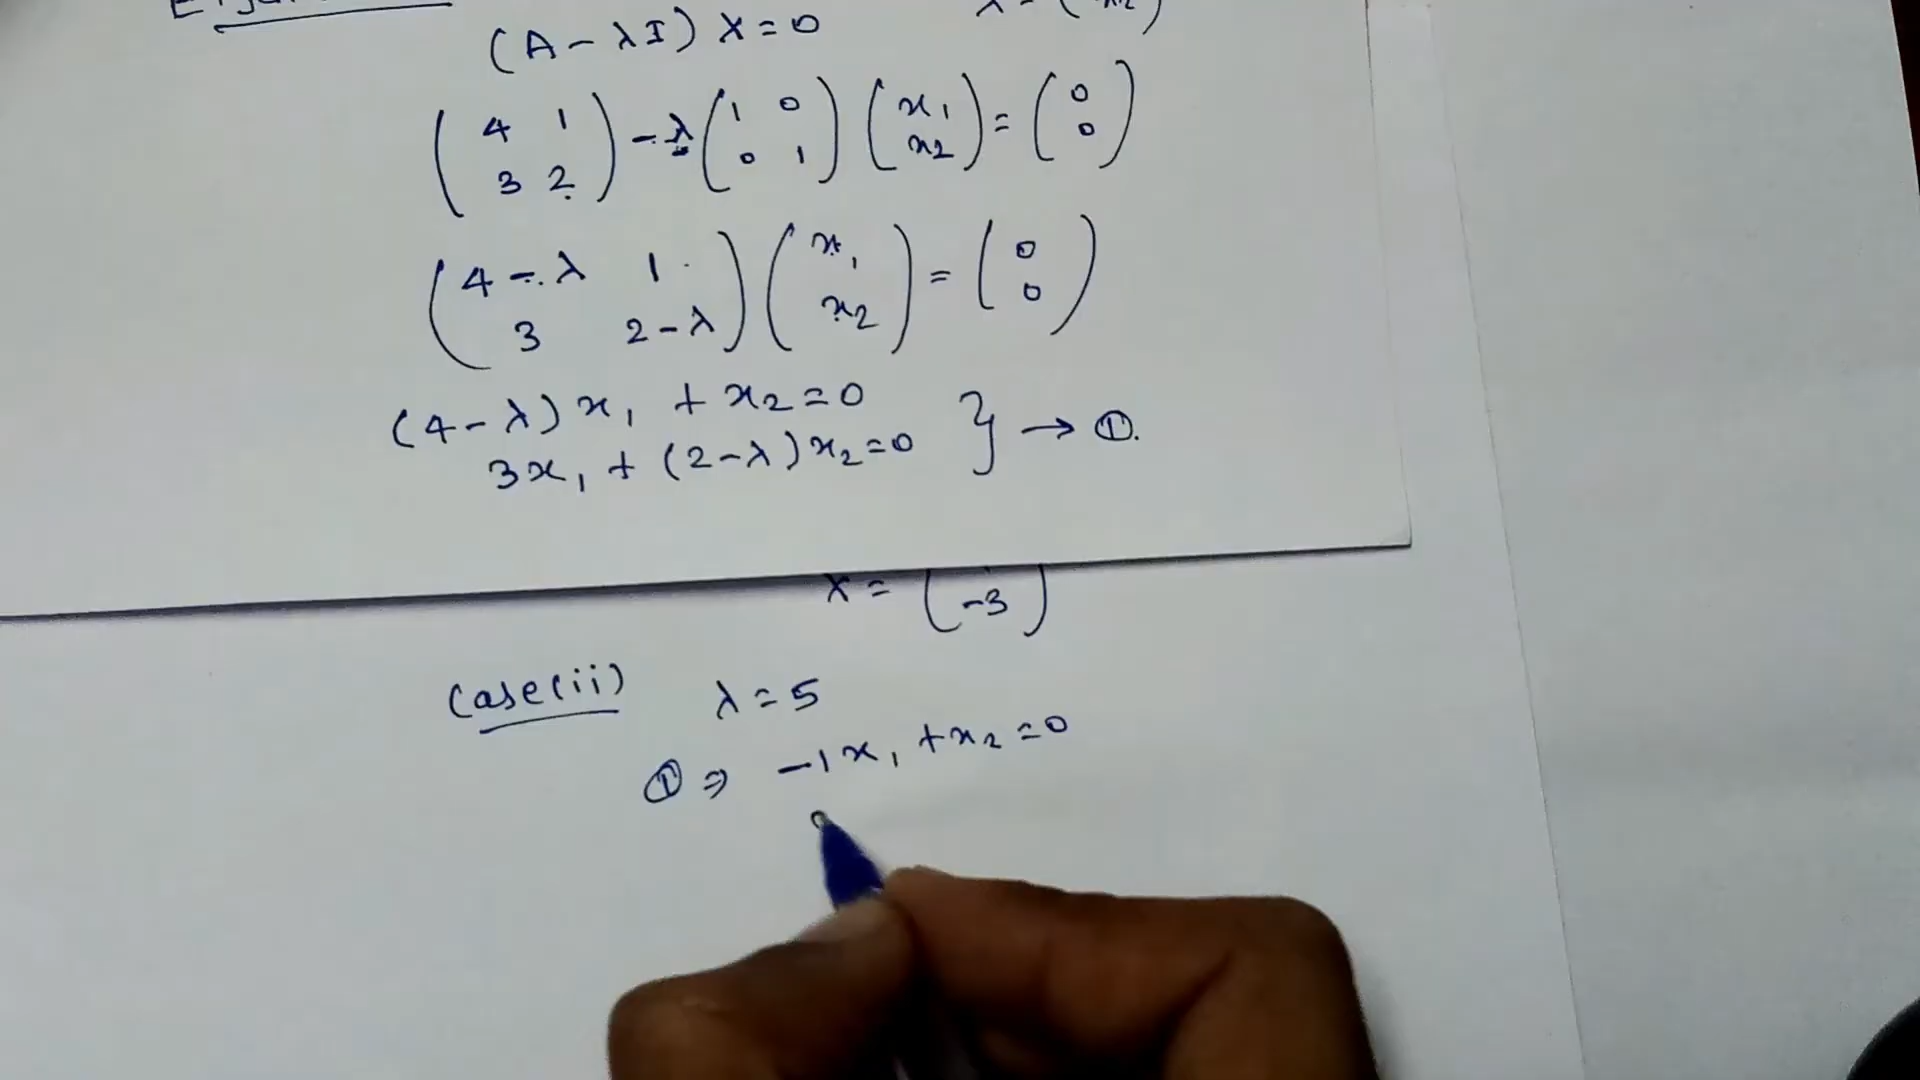 (A - λI) X = 0
( 4 1 ) - λ ( 1 0 ) ( x₁ ) = ( 0 )
( 3 2 ) ( 0 1 ) ( x₂ ) ( 0 )
( 4 - λ 1 ) ( x₁ ) = ( 0 )
( 3 2 - λ ) ( x₂ ) ( 0 )
(4 - λ) x₁ + x₂ = 0
3x₁ + (2 - λ) x₂ = 0 } → ①.
X = ( -3 )
Case(ii) λ = 5
① ⇒ -1x₁ + x₂ = 0